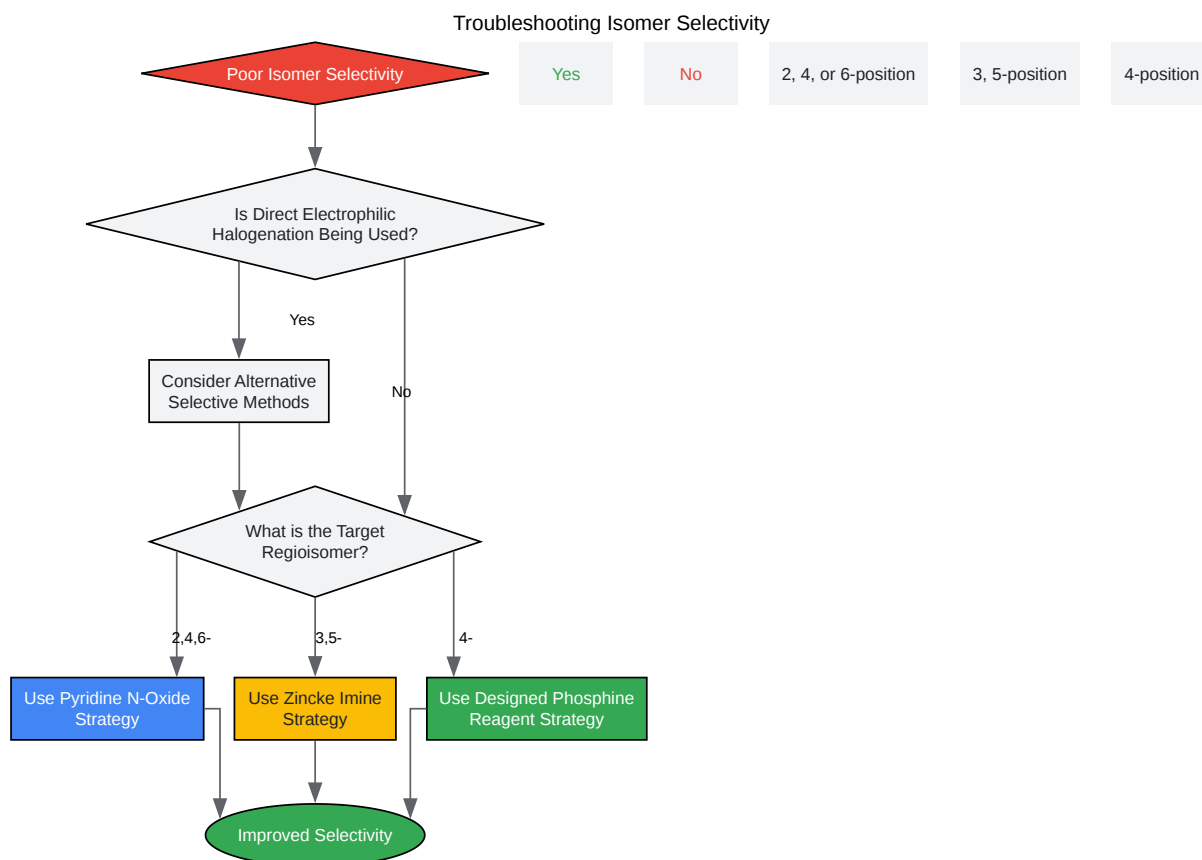 Troubleshooting Isomer Selectivity
Poor Isomer Selectivity
Yes
No
2, 4, or 6-position
3, 5-position
4-position
Is Direct Electrophilic
Halogenation Being Used?
Yes
Consider Alternative
Selective Methods
No
What is the Target
Regioisomer?
2,4,6-
3,5-
4-
Use Pyridine N-Oxide
Strategy
Use Zincke Imine
Strategy
Use Designed Phosphine
Reagent Strategy
Improved Selectivity